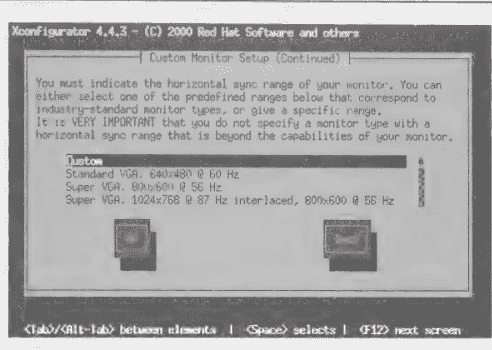 Xconfigurator 4.4.3 - (C) 2000 Red Hat Software and others
Custom Monitor Setup (Continued)
You must indicate the horizontal sync range of your monitor. You can
either select one of the predefined ranges below that correspond to
industry-standard monitor types, or give a specific range.
It is VERY IMPORTANT that you do not specify a monitor type with a
horizontal sync range that is beyond the capabilities of your monitor.
Custom
Standard VGA, 640x480 @ 60 Hz
Super VGA, 800x600 @ 56 Hz
Super VGA, 1024x768 @ 87 Hz interlaced, 800x600 @ 56 Hz
<Tab>/<Alt-Tab> between elements | <Space> selects | <F12> next screen